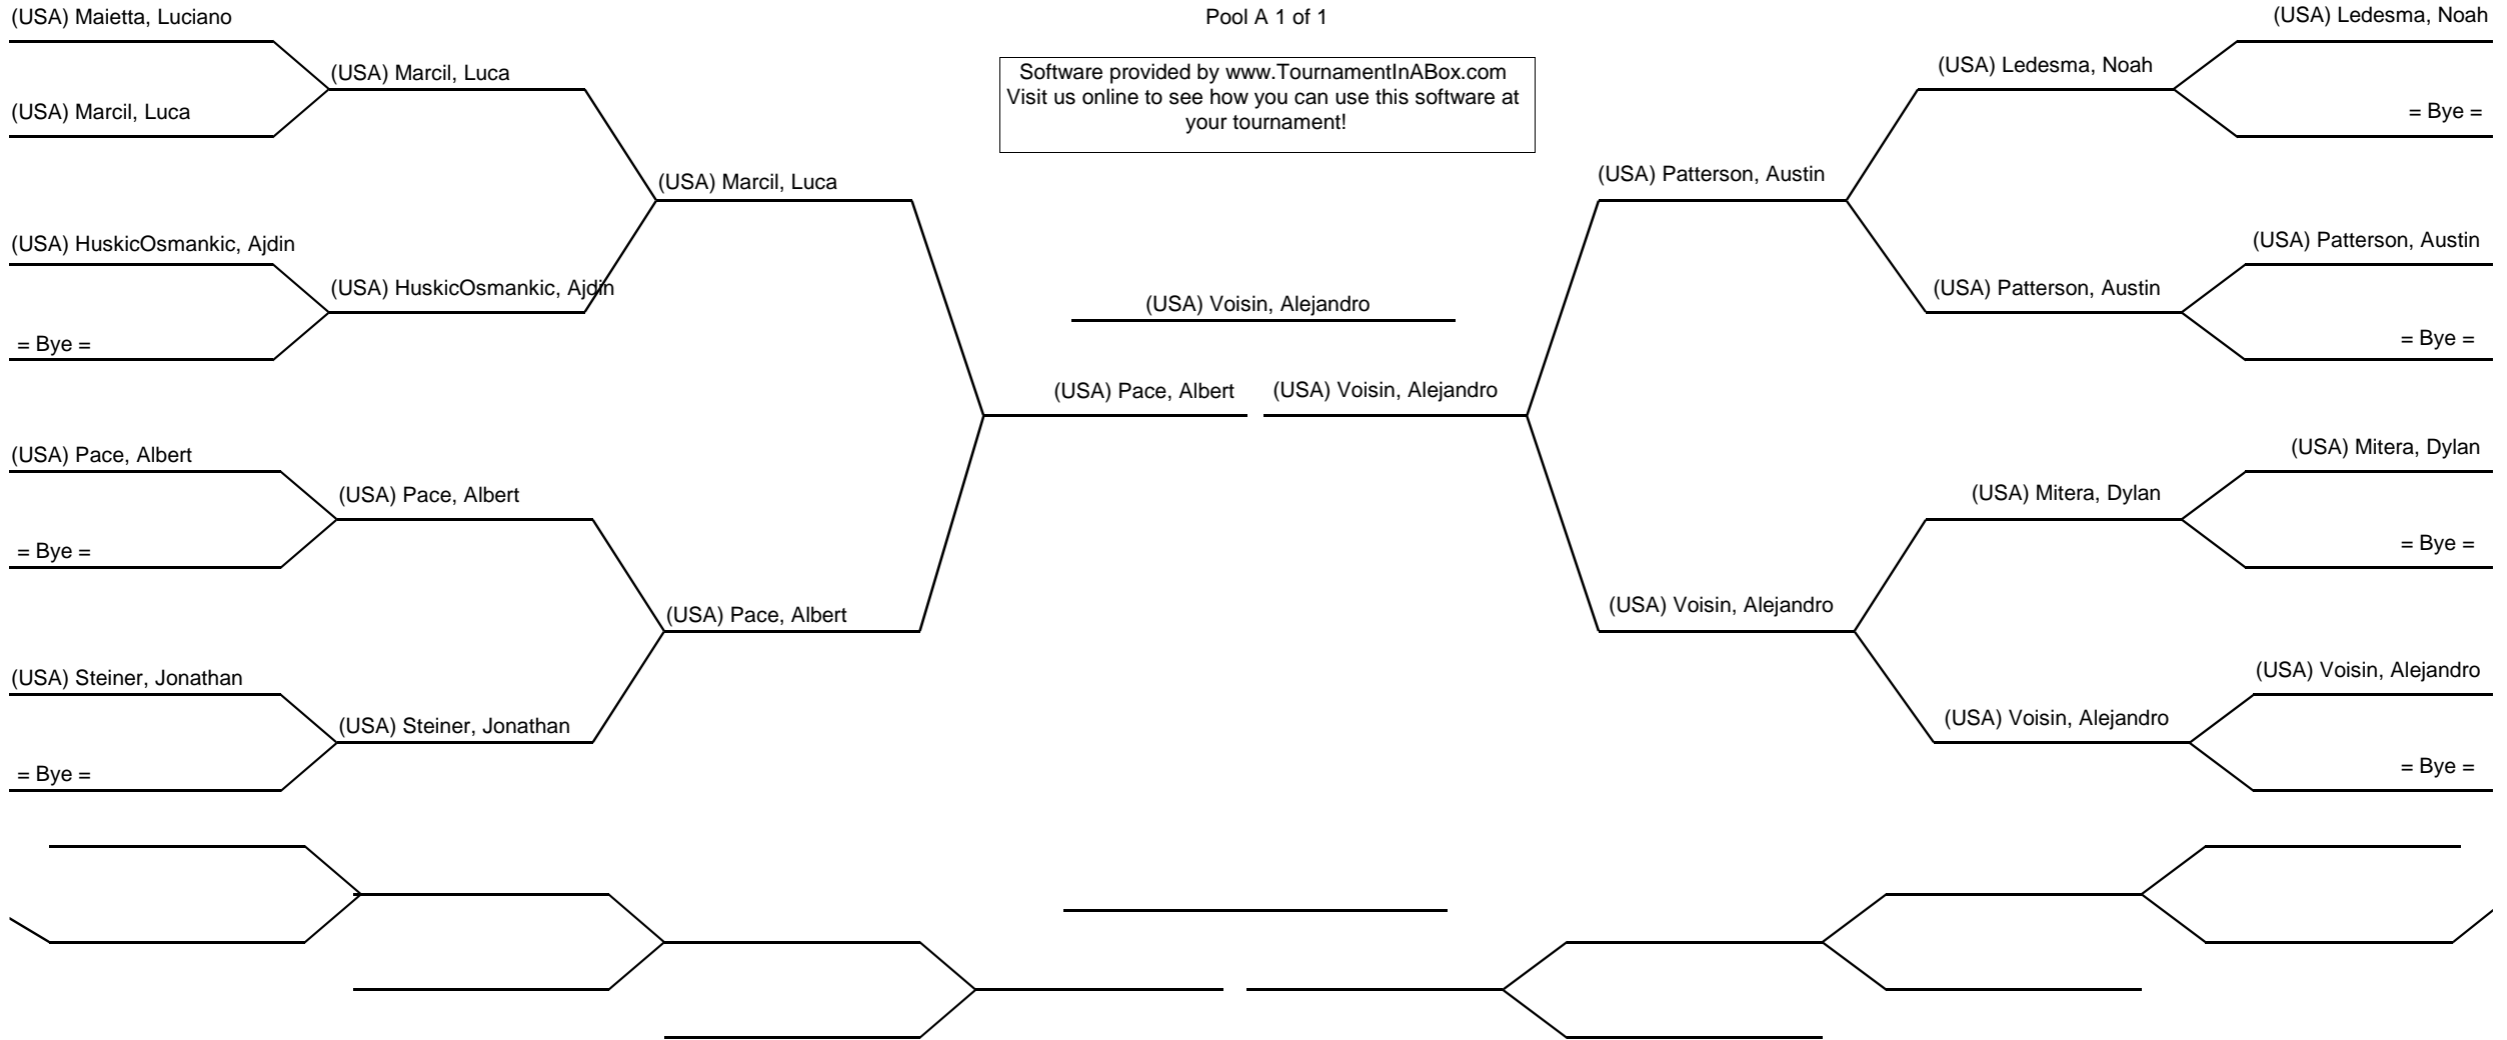 (USA) Maietta, Luciano
Pool A 1 of 1
(USA) Ledesma, Noah
(USA) Marcil, Luca
Software provided by www.TournamentInABox.com
Visit us online to see how you can use this software at
your tournament!
(USA) Ledesma, Noah
(USA) Marcil, Luca
= Bye =
(USA) Marcil, Luca
(USA) Patterson, Austin
(USA) HuskicOsmankic, Ajdin
(USA) Patterson, Austin
(USA) HuskicOsmankic, Ajdin
(USA) Voisin, Alejandro
(USA) Patterson, Austin
= Bye =
= Bye =
(USA) Pace, Albert
(USA) Voisin, Alejandro
(USA) Pace, Albert
(USA) Mitera, Dylan
(USA) Pace, Albert
(USA) Mitera, Dylan
= Bye =
= Bye =
(USA) Pace, Albert
(USA) Voisin, Alejandro
(USA) Steiner, Jonathan
(USA) Voisin, Alejandro
(USA) Steiner, Jonathan
(USA) Voisin, Alejandro
= Bye =
= Bye =